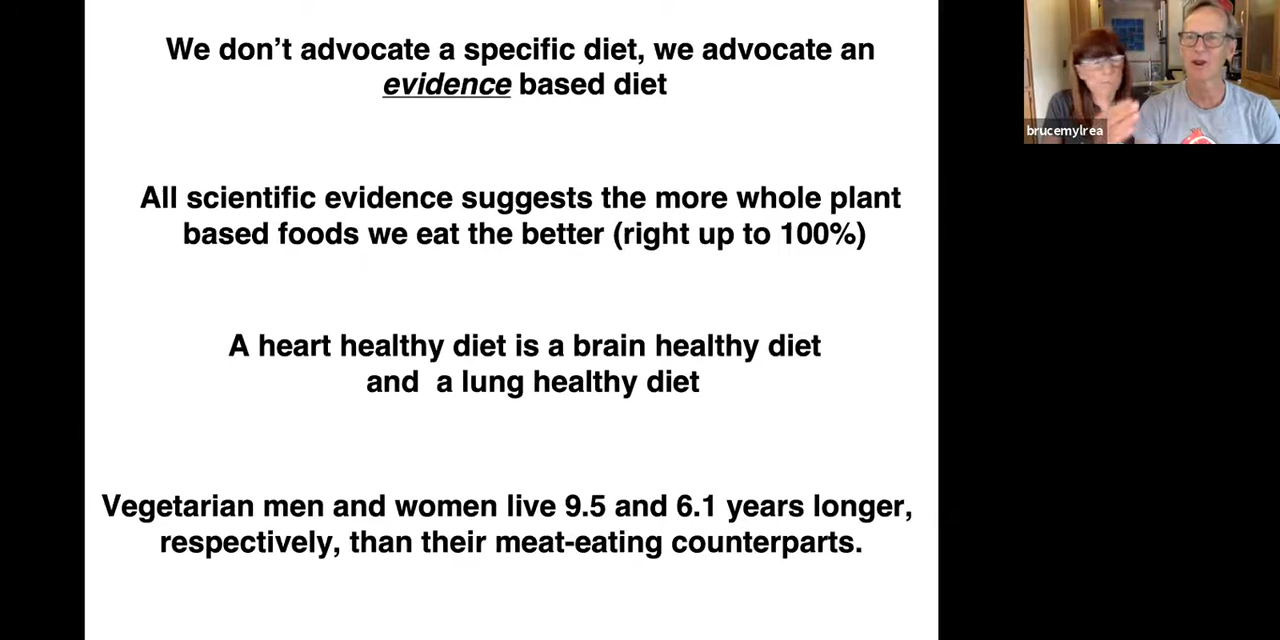 We don’t advocate a specific diet, we advocate an
evidence based diet
All scientific evidence suggests the more whole plant
based foods we eat the better (right up to 100%)
A heart healthy diet is a brain healthy diet
and  a lung healthy diet
Vegetarian men and women live 9.5 and 6.1 years longer,
respectively, than their meat-eating counterparts.
brucemylrea